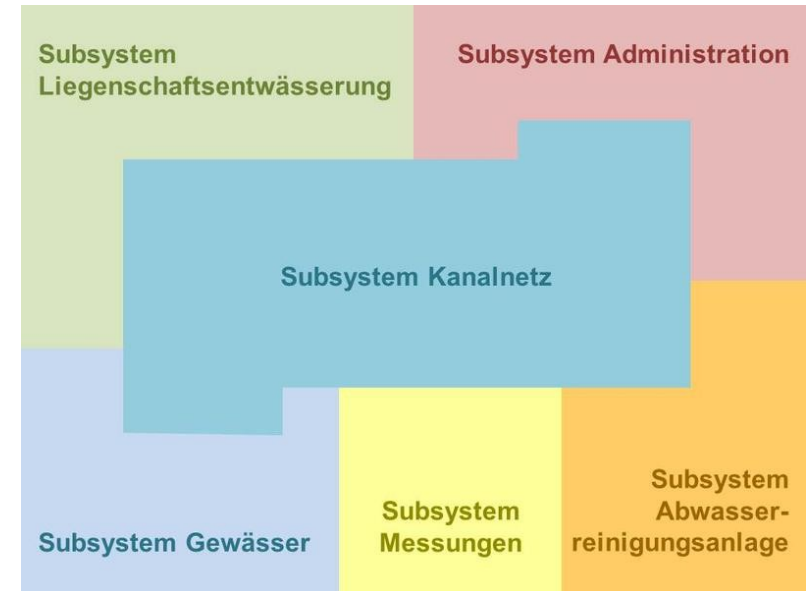 Subsystem
Liegenschaftsentwässerung
Subsystem Administration
Subsystem Kanalnetz
Subsystem Gewässer
Subsystem
Messungen
Subsystem
Abwasser-
reinigungsanlage